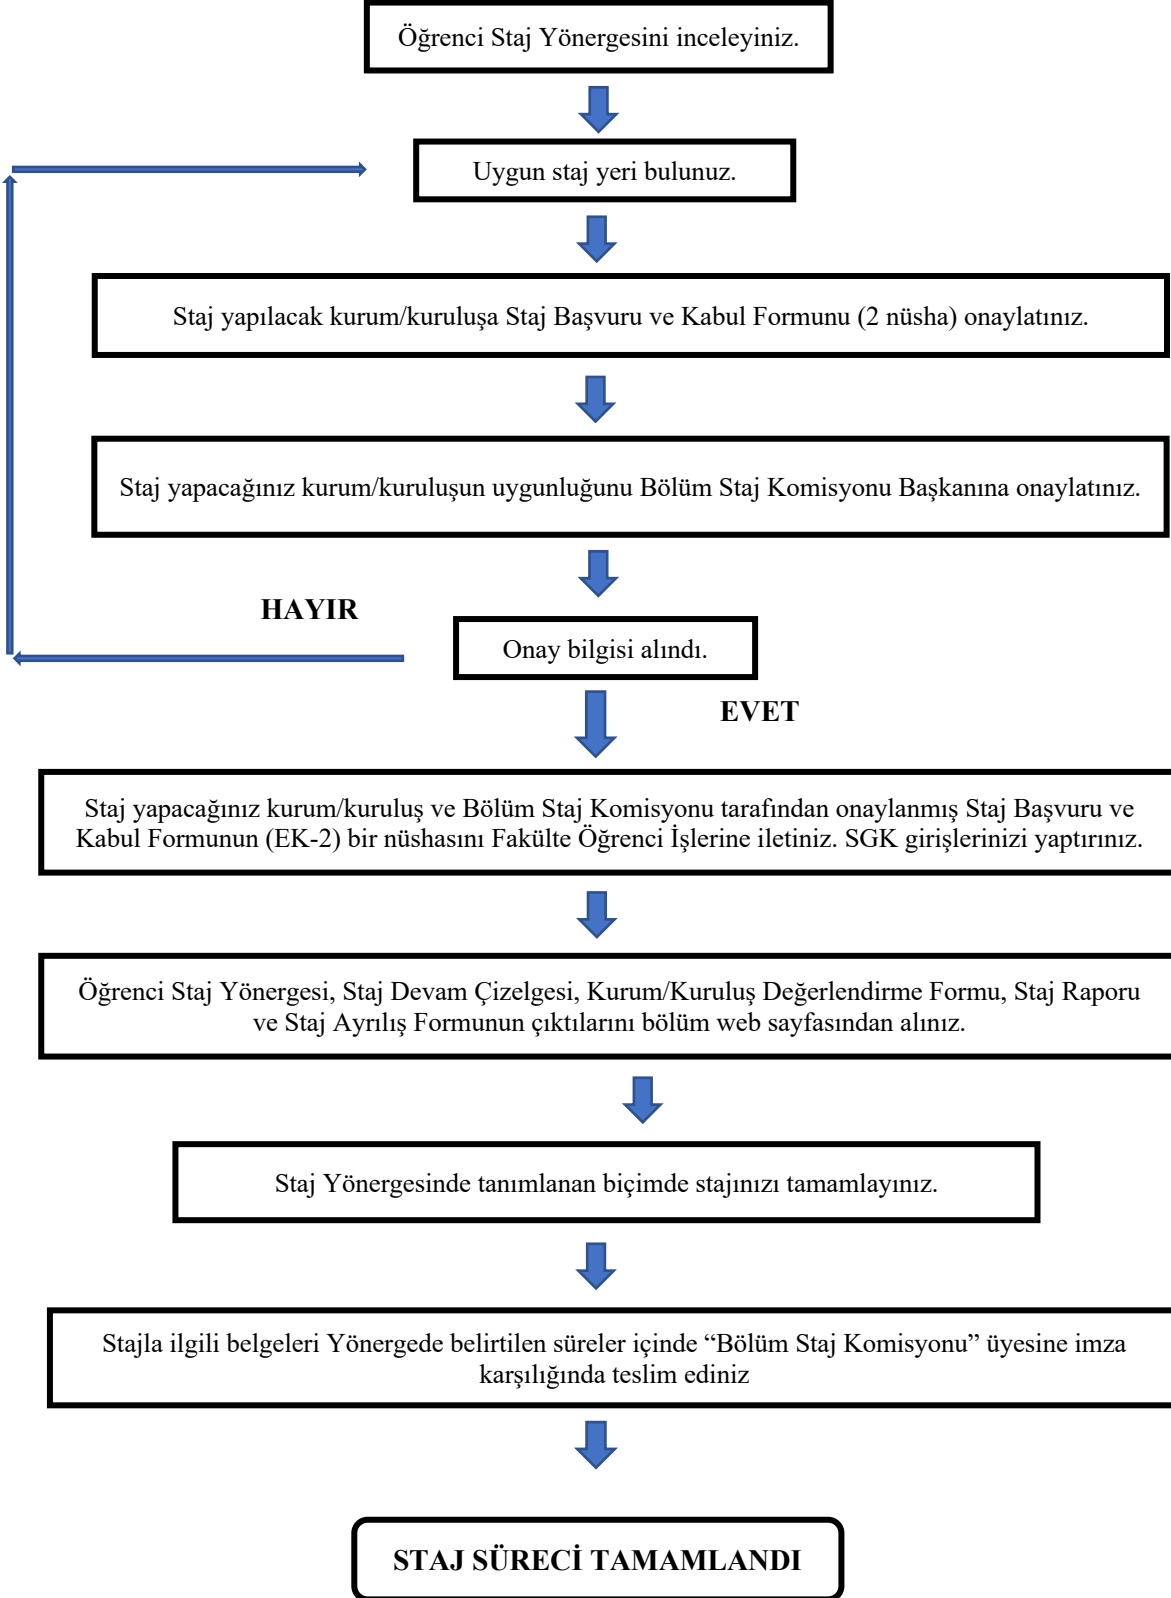 Öğrenci Staj Yönergesini inceleyiniz.
Uygun staj yeri bulunuz.
Staj yapılacak kurum/kuruluşa Staj Başvuru ve Kabul Formunu (2 nüsha) onaylatınız.
Staj yapacağınız kurum/kuruluşun uygunluğunu Bölüm Staj Komisyonu Başkanına onaylatınız.
HAYIR
Onay bilgisi alındı.
EVET
Staj yapacağınız kurum/kuruluş ve Bölüm Staj Komisyonu tarafından onaylanmış Staj Başvuru ve
Kabul Formunun (EK-2) bir nüshasını Fakülte Öğrenci İşlerine iletiniz. SGK girişlerinizi yaptırınız.
Öğrenci Staj Yönergesi, Staj Devam Çizelgesi, Kurum/Kuruluş Değerlendirme Formu, Staj Raporu
ve Staj Ayrılış Formunun çıktılarını bölüm web sayfasından alınız.
Staj Yönergesinde tanımlanan biçimde stajınızı tamamlayınız.
Stajla ilgili belgeleri Yönergede belirtilen süreler içinde “Bölüm Staj Komisyonu” üyesine imza
karşılığında teslim ediniz
STAJ SÜRECİ TAMAMLANDI